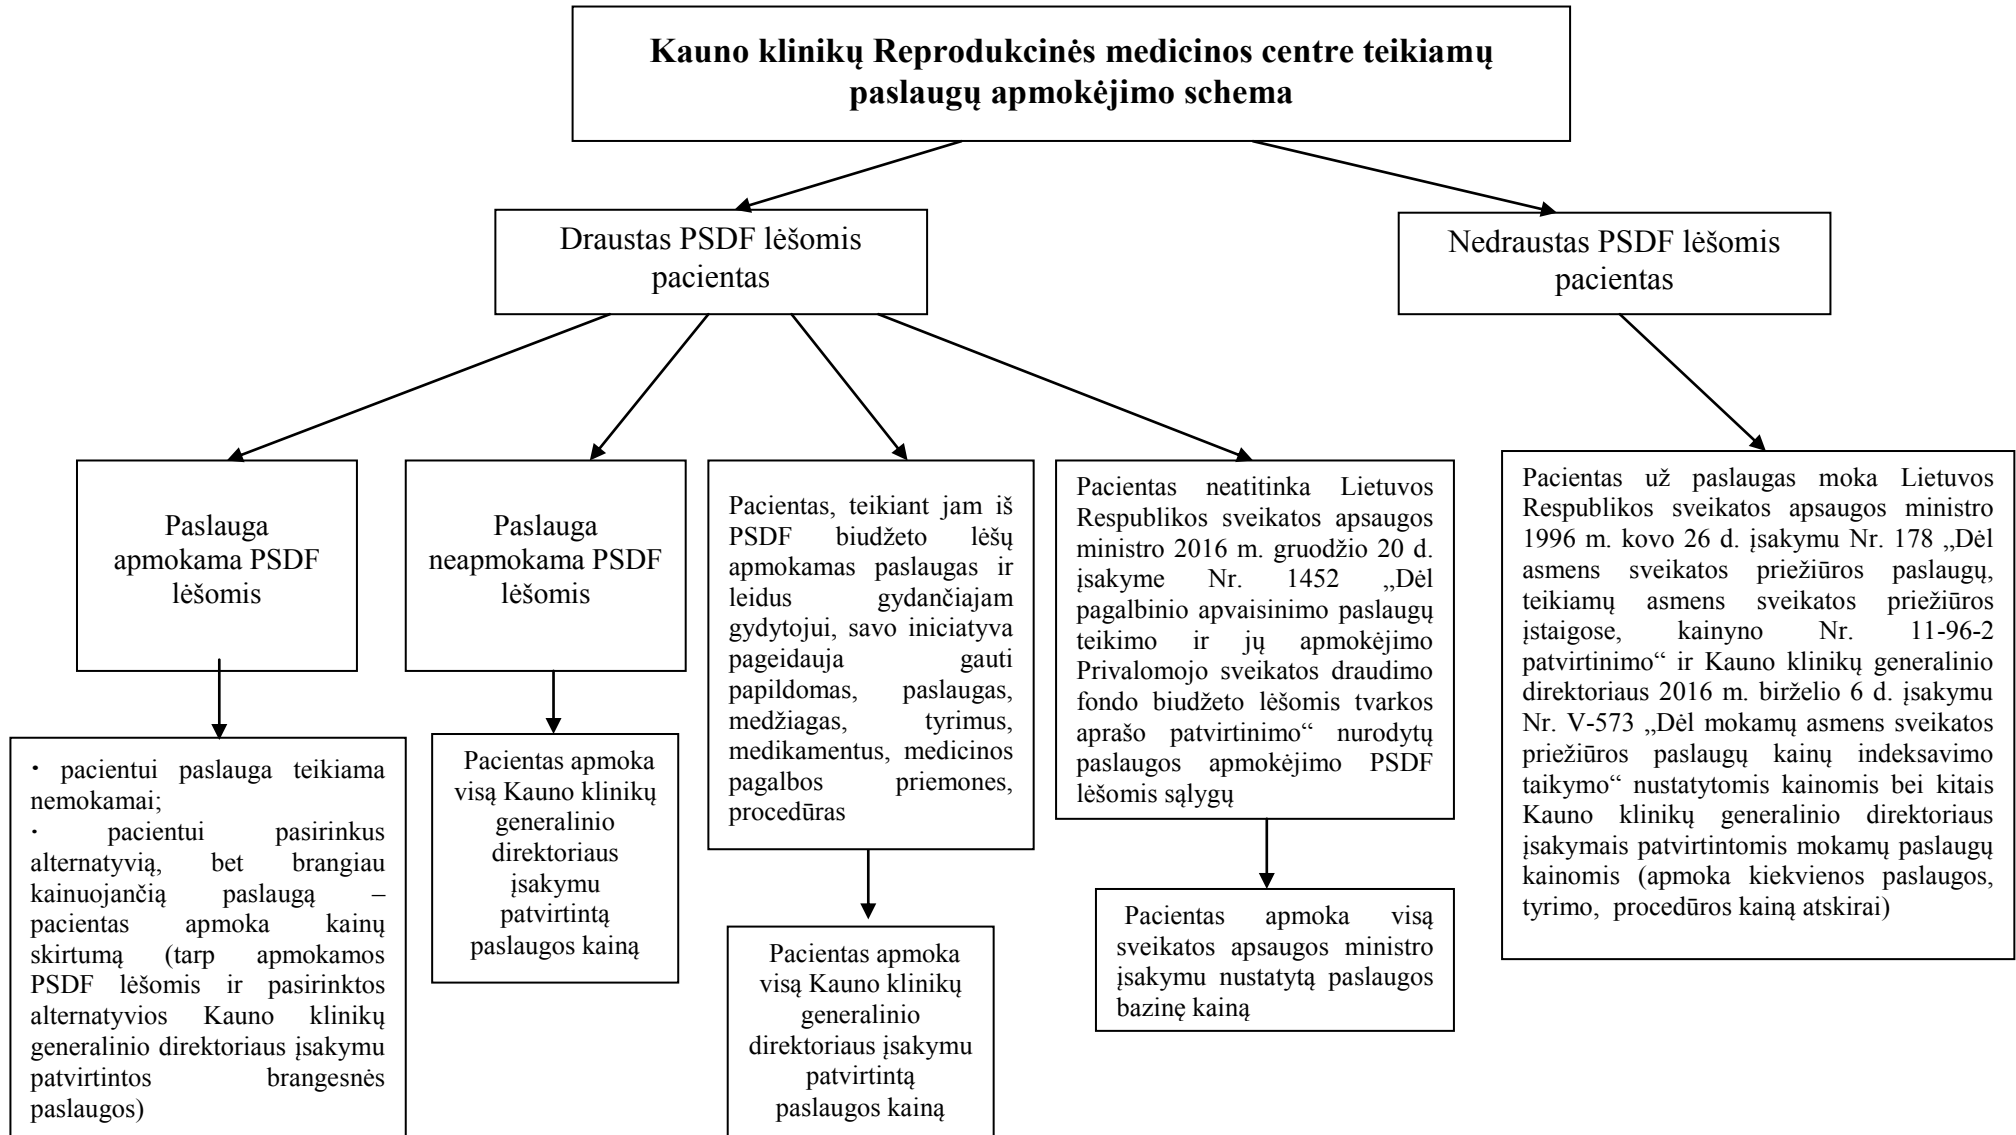 Kauno klinikų Reprodukcinės medicinos centre teikiamų
paslaugų apmokėjimo schema
Draustas PSDF lėšomis
pacientas
Nedraustas PSDF lėšomis
pacientas
Paslauga
apmokama PSDF
lėšomis
Paslauga
neapmokama PSDF
lėšomis
Pacientas, teikiant jam iš
PSDF biudžeto lėšų
apmokamas paslaugas ir
leidus gydančiajam
gydytojui, savo iniciatyva
pageidauja gauti
papildomas, paslaugas,
medžiagas, tyrimus,
medikamentus, medicinos
pagalbos priemones,
procedūras
Pacientas neatitinka Lietuvos
Respublikos sveikatos apsaugos
ministro 2016 m. gruodžio 20 d.
įsakyme Nr. 1452 „Dėl
pagalbinio apvaisinimo paslaugų
teikimo ir jų apmokėjimo
Privalomojo sveikatos draudimo
fondo biudžeto lėšomis tvarkos
aprašo patvirtinimo“ nurodytų
paslaugos apmokėjimo PSDF
lėšomis sąlygų
Pacientas už paslaugas moka Lietuvos
Respublikos sveikatos apsaugos ministro
1996 m. kovo 26 d. įsakymu Nr. 178 „Dėl
asmens sveikatos priežiūros paslaugų,
teikiamų asmens sveikatos priežiūros
įstaigose, kainyno Nr. 11-96-2
patvirtinimo“ ir Kauno klinikų generalinio
direktoriaus 2016 m. birželio 6 d. įsakymu
Nr. V-573 „Dėl mokamų asmens sveikatos
priežiūros paslaugų kainų indeksavimo
taikymo“ nustatytomis kainomis bei kitais
Kauno klinikų generalinio direktoriaus
įsakymais patvirtintomis mokamų paslaugų
kainomis (apmoka kiekvienos paslaugos,
tyrimo, procedūros kainą atskirai)
· pacientui paslauga teikiama
nemokamai;
· pacientui pasirinkus
alternatyvią, bet brangiau
kainuojančią paslaugą –
pacientas apmoka kainų
skirtumą (tarp apmokamos
PSDF lėšomis ir pasirinktos
alternatyvios Kauno klinikų
generalinio direktoriaus įsakymu
patvirtintos brangesnės
paslaugos)
Pacientas apmoka
visą Kauno klinikų
generalinio
direktoriaus
įsakymu
patvirtintą
paslaugos kainą
Pacientas apmoka
visą Kauno klinikų
generalinio
direktoriaus įsakymu
patvirtintą
paslaugos kainą
Pacientas apmoka visą
sveikatos apsaugos ministro
įsakymu nustatytą paslaugos
bazinę kainą